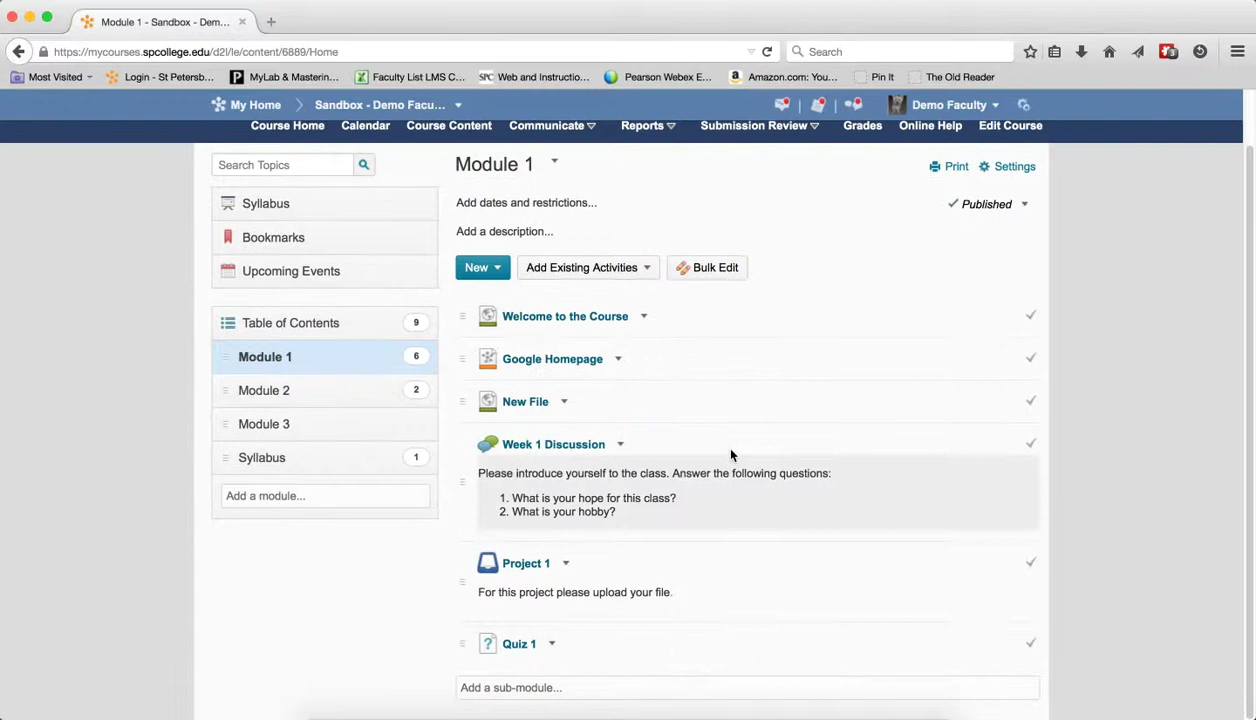 Module 1 - Sandbox - Dem...
https://mycourses.spcollege.edu/d2l/le/content/6889/Home
Search
Most Visited
Login - St Petersb...
MyLab & Mastering...
Faculty List LMS C...
SPC Web and Instructio...
Pearson Webex E...
Amazon.com: You...
Pin It
The Old Reader
My Home
Sandbox - Demo Facu...
Demo Faculty
Course Home
Calendar
Course Content
Communicate
Reports
Submission Review
Grades
Online Help
Edit Course
Search Topics
Syllabus
Bookmarks
Upcoming Events
Table of Contents 9
Module 1 6
Module 2 2
Module 3
Syllabus 1
Add a module...
Module 1
Print
Settings
Add dates and restrictions...
Published
Add a description...
New
Add Existing Activities
Bulk Edit
Welcome to the Course
Google Homepage
New File
Week 1 Discussion
Please introduce yourself to the class. Answer the following questions:
1. What is your hope for this class?
2. What is your hobby?
Project 1
For this project please upload your file.
Quiz 1
Add a sub-module...